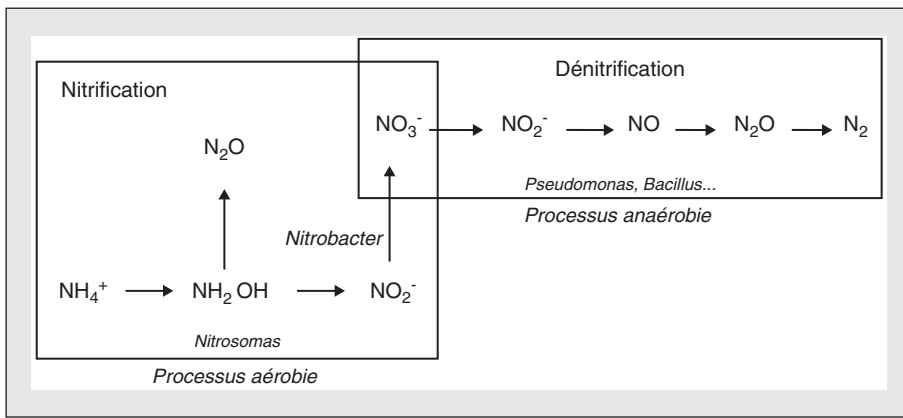 Dénitrification
Nitrification
NO₃⁻ NO₂⁻ NO N₂O N₂
N₂O
Pseudomonas, Bacillus...
Processus anaérobie
Nitrobacter
NH₄⁺ NH₂ OH NO₂⁻
Nitrosomas
Processus aérobie